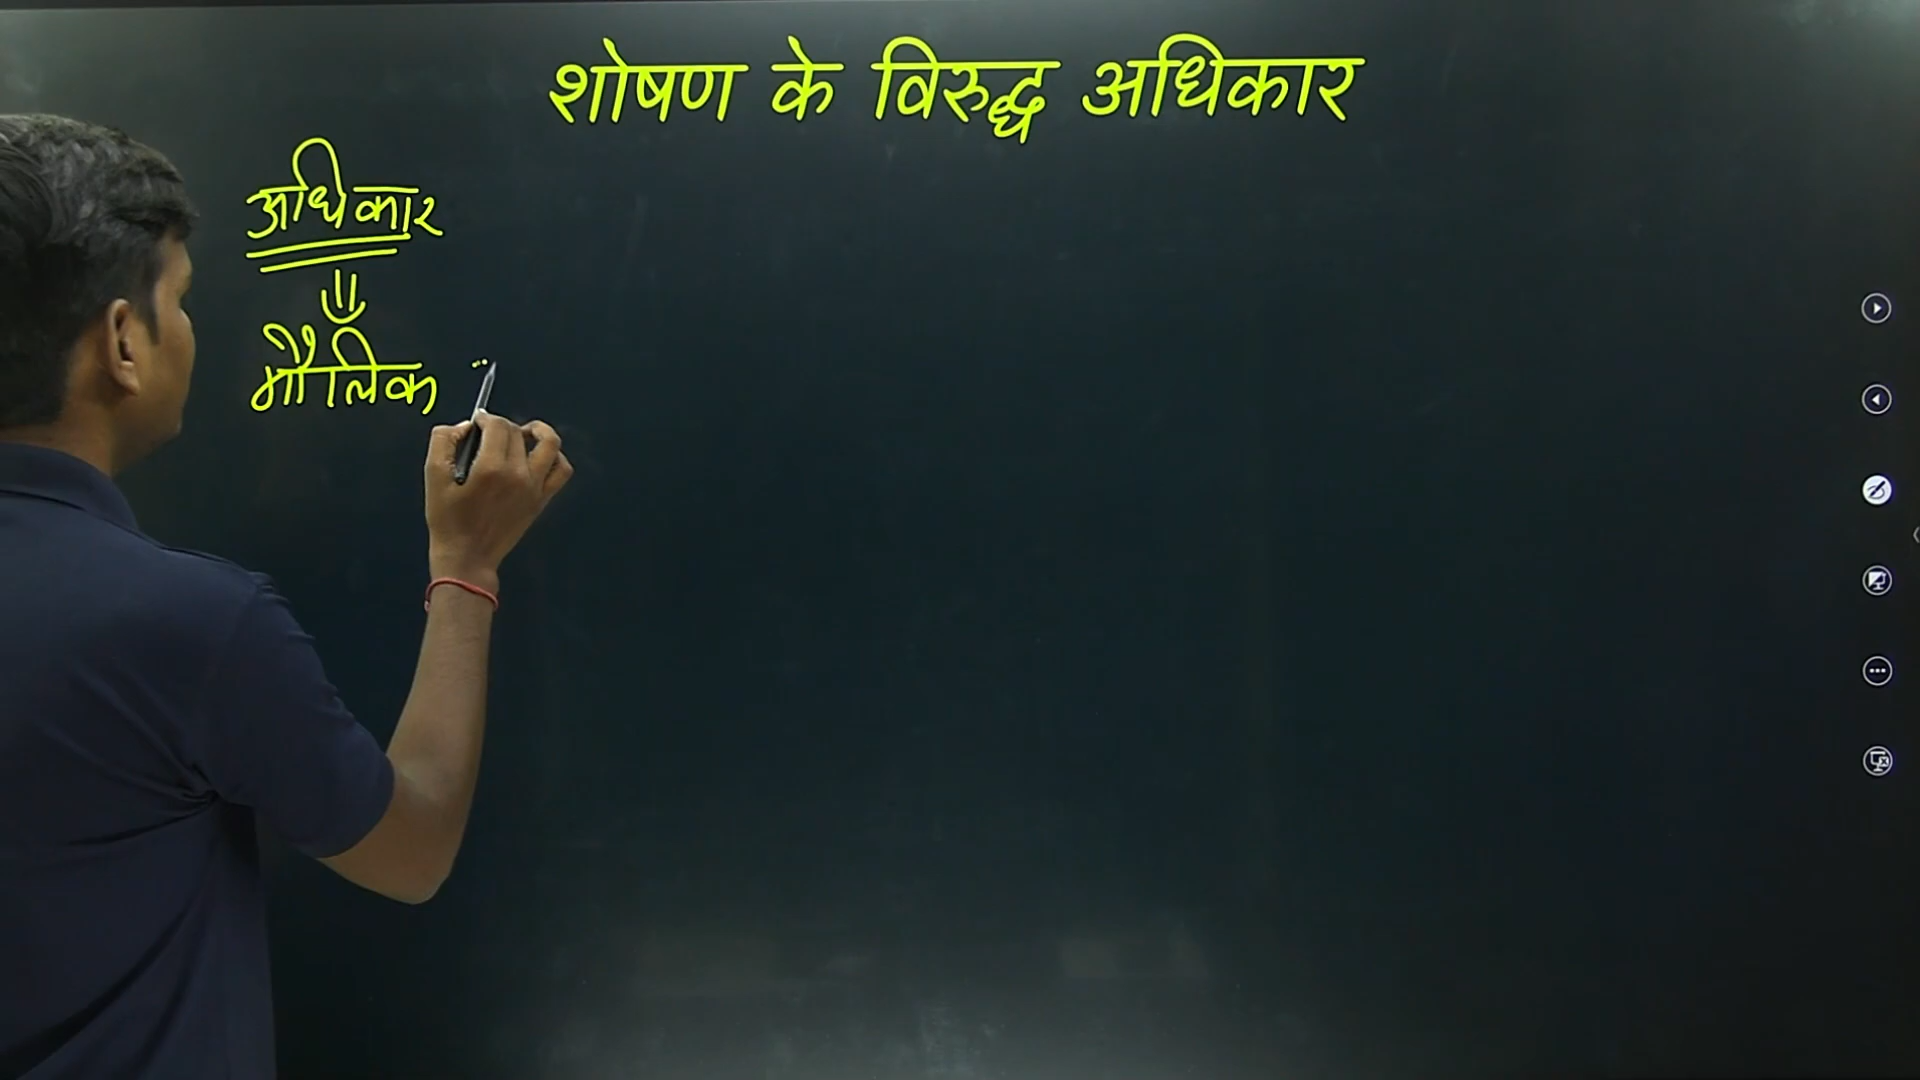 शोषण के विरुद्ध अधिकार
अधिकार
मौलिक